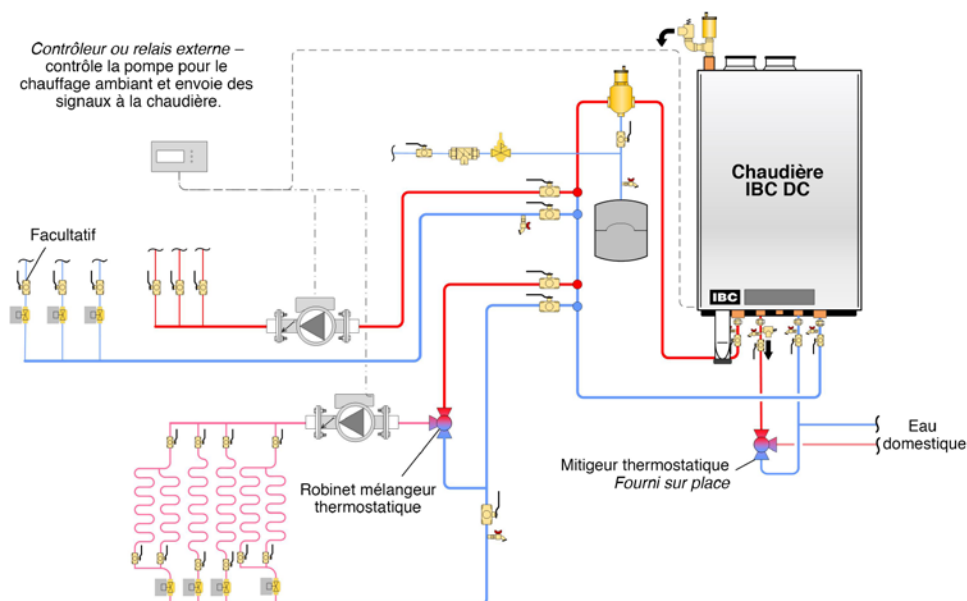 Contrôleur ou relais externe –
contrôle la pompe pour le
chauffage ambiant et envoie des
signaux à la chaudière.
Chaudière
IBC DC
Facultatif
IBC
Robinet mélangeur
thermostatique
Mitigeur thermostatique
Fourni sur place
Eau
domestique